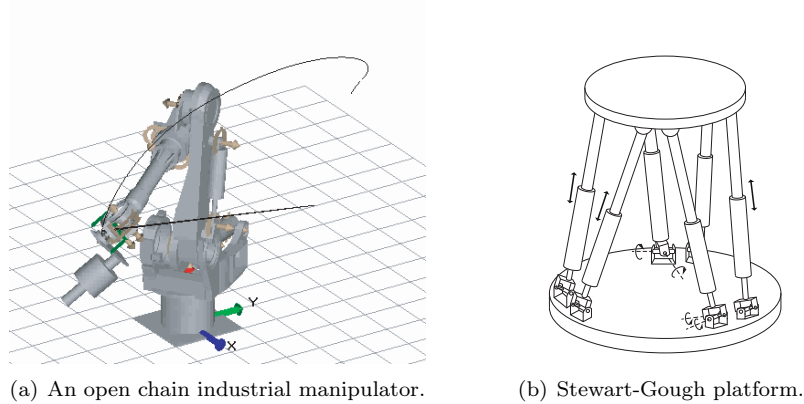 Y
X
(a) An open chain industrial manipulator.
(b) Stewart-Gough platform.